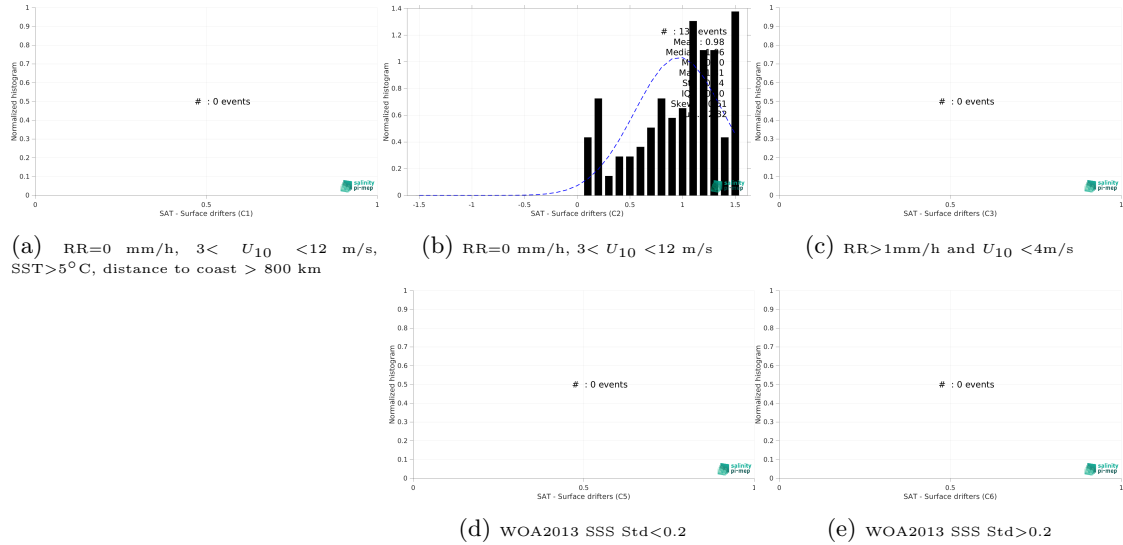 1
0.9
0.8
0.7
0.6
0.5
0.4
0.3
0.2
0.1
0
Normalized histogram
# : 0 events
0
0.5
1
SAT - Surface drifters (C1)
salinity
pi-mep
(a) RR=0 mm/h, 3< U10 <12 m/s,
SST>5°C, distance to coast > 800 km
1.4
1.2
1
0.8
0.6
0.4
0.2
0
Normalized histogram
# : 13 events
: 0.98
-1.5
-1
-0.5
0
0.5
1
1.5
SAT - Surface drifters (C2)
salinity
pi-mep
(b) RR=0 mm/h, 3< U10 <12 m/s
1
0.9
0.8
0.7
0.6
0.5
0.4
0.3
0.2
0.1
0
Normalized histogram
# : 0 events
0
0.5
1
SAT - Surface drifters (C3)
salinity
pi-mep
(c) RR>1mm/h and U10 <4m/s
1
0.9
0.8
0.7
0.6
0.5
0.4
0.3
0.2
0.1
0
Normalized histogram
# : 0 events
0
0.5
1
SAT - Surface drifters (C5)
salinity
pi-mep
(d) WOA2013 SSS Std<0.2
1
0.9
0.8
0.7
0.6
0.5
0.4
0.3
0.2
0.1
0
Normalized histogram
# : 0 events
0
0.5
1
SAT - Surface drifters (C6)
salinity
pi-mep
(e) WOA2013 SSS Std>0.2